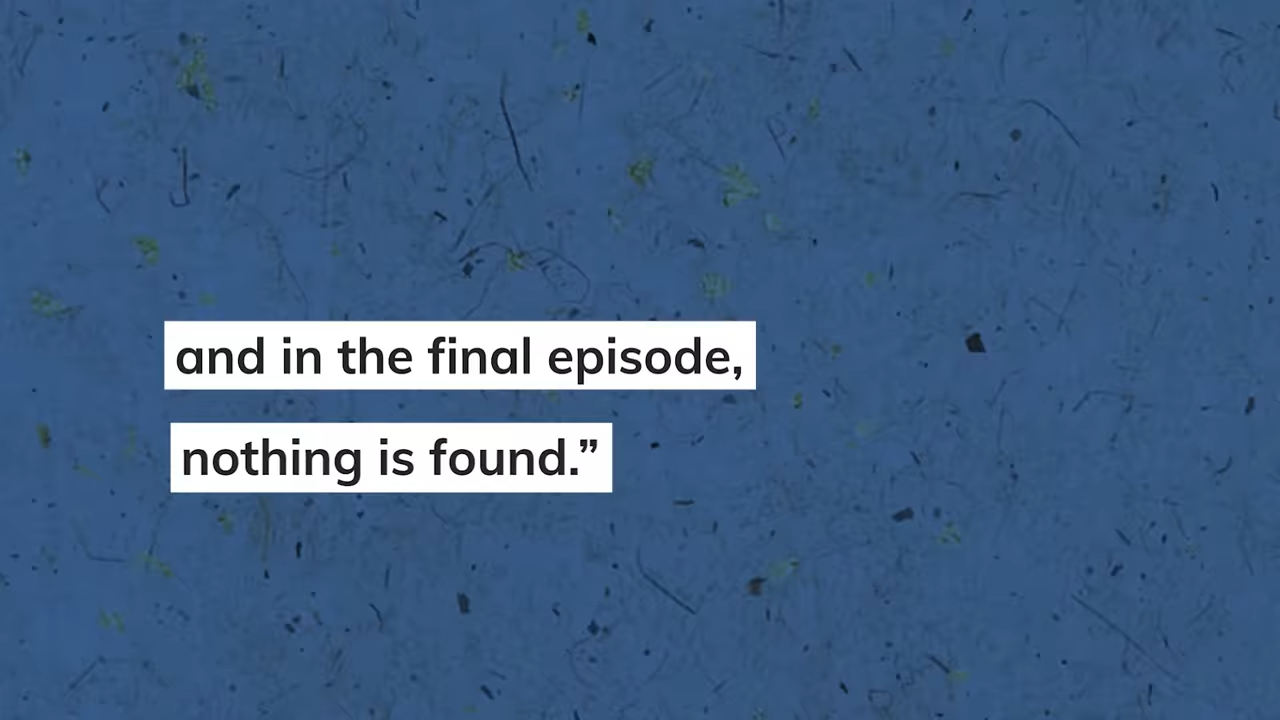 and in the final episode,
nothing is found.”